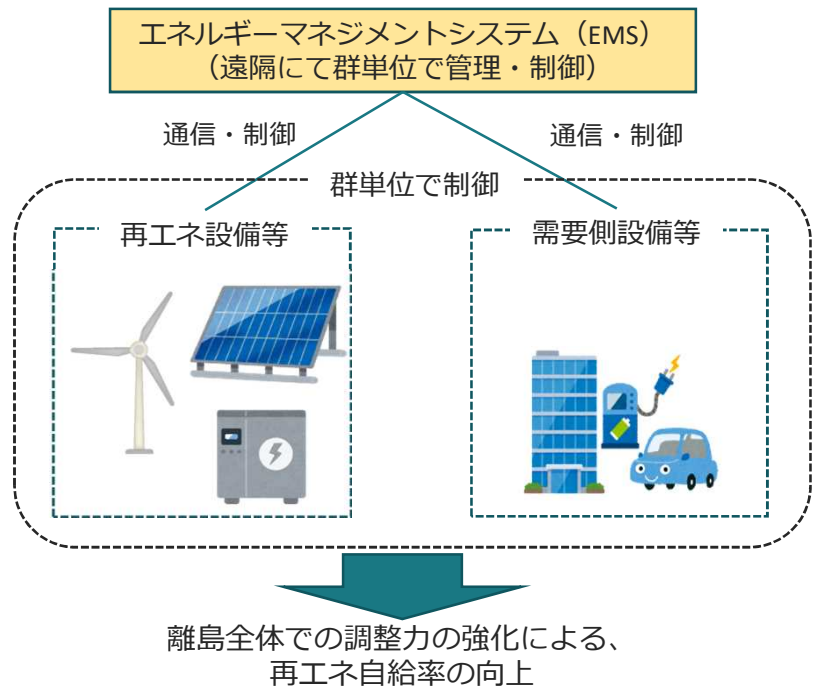 エネルギーマネジメントシステム（EMS）
（遠隔にて群単位で管理・制御）
通信・制御
通信・制御
群単位で制御
再エネ設備等
需要側設備等
離島全体での調整力の強化による、
再エネ自給率の向上